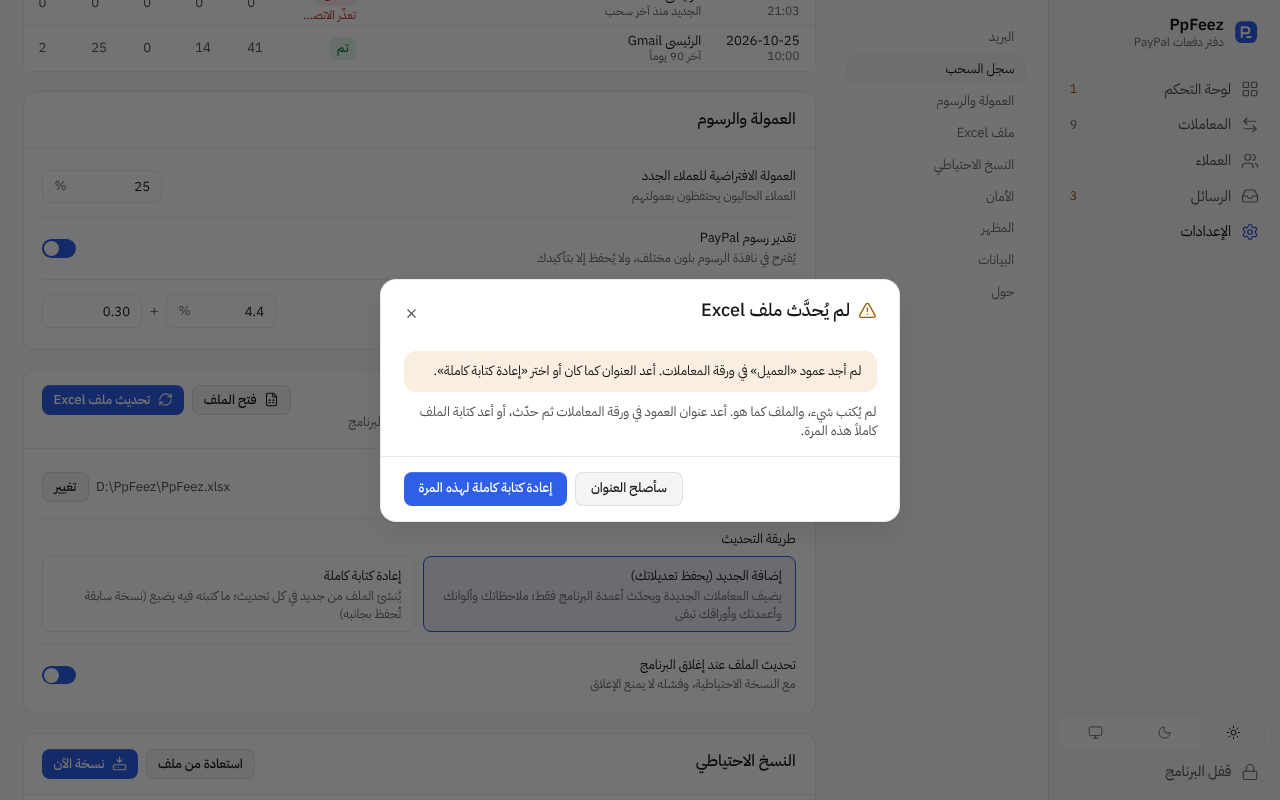 PpFeez
دفتر دفعات PayPal
لوحة التحكم
1
المعاملات
9
العملاء
الرسائل
3
الإعدادات
قفل البرنامج
البريد
سجل السحب
العمولة والرسوم
ملف Excel
النسخ الاحتياطي
الأمان
المظهر
البيانات
حول
21:03
الجديد منذ آخر سحب
تعذّر الاتصـ...
0 0 0 0 0
2026-10-25
10:00
الرئيسي Gmail
آخر 90 يوماً
تم
41 14 0 25 2
العمولة والرسوم
العمولة الافتراضية للعملاء الجدد
العملاء الحاليون يحتفظون بعمولتهم
25 %
تقدير رسوم PayPal
يُقترح في نافذة الرسوم بلون مختلف، ولا يُحفظ إلا بتأكيدك
4.4 % + 0.30
لم يُحدَّث ملف Excel
لم أجد عمود «العميل» في ورقة المعاملات. أعد العنوان كما كان أو اختر «إعادة كتابة كاملة».
لم يُكتب شيء، والملف كما هو. أعد عنوان العمود في ورقة المعاملات ثم حدّث، أو أعد كتابة الملف
كاملاً هذه المرة.
سأصلح العنوان
إعادة كتابة كاملة لهذه المرة
فتح الملف
تحديث ملف Excel
البرنامج
D:\PpFeez\PpFeez.xlsx
تغيير
طريقة التحديث
إضافة الجديد (يحفظ تعديلاتك)
يضيف المعاملات الجديدة ويحدّث أعمدة البرنامج فقط؛ ملاحظاتك وألوانك
وأعمدتك وأوراقك تبقى
إعادة كتابة كاملة
يُنشئ الملف من جديد في كل تحديث؛ ما كتبته فيه يضيع (نسخة سابقة
تُحفظ بجانبه)
تحديث الملف عند إغلاق البرنامج
مع النسخة الاحتياطية، وفشله لا يمنع الإغلاق
النسخ الاحتياطي
استعادة من ملف
نسخة الآن